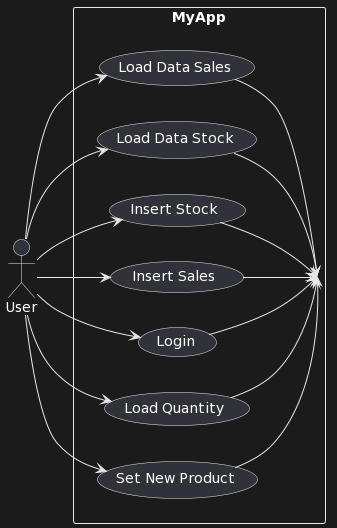 MyApp
Load Data Sales
Load Data Stock
Insert Stock
Insert Sales
User
Login
Load Quantity
Set New Product